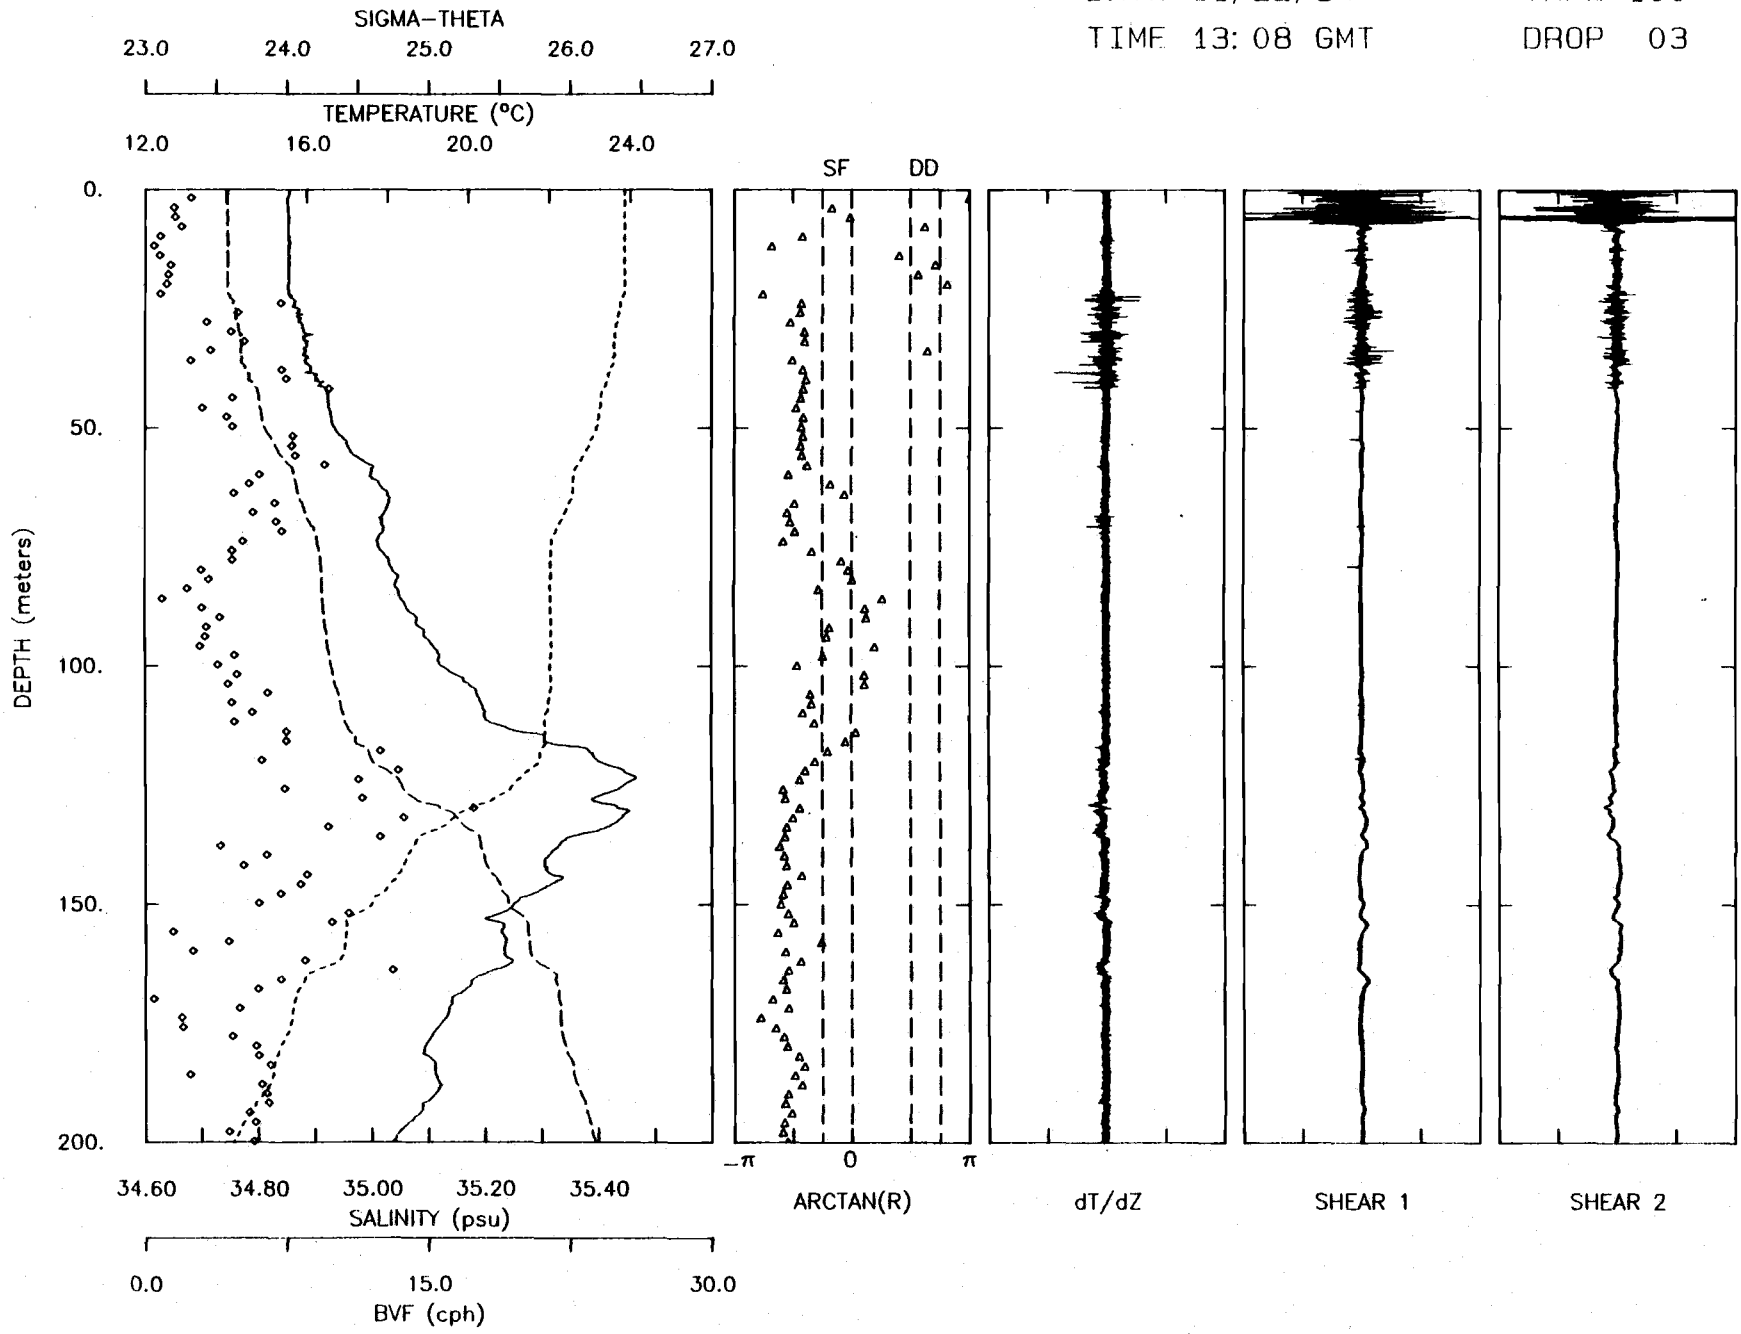 SIGMA-THETA
23.0 24.0 25.0 26.0 27.0
TIME 13:08 GMT DROP 03
TEMPERATURE (°C)
12.0 16.0 20.0 24.0
SF DD
0.
50.
100.
150.
200.
DEPTH (meters)
-π 0 π
34.60 34.80 35.00 35.20 35.40
SALINITY (psu)
ARCTAN(R) dT/dZ SHEAR 1 SHEAR 2
0.0 15.0 30.0
BVF (cph)